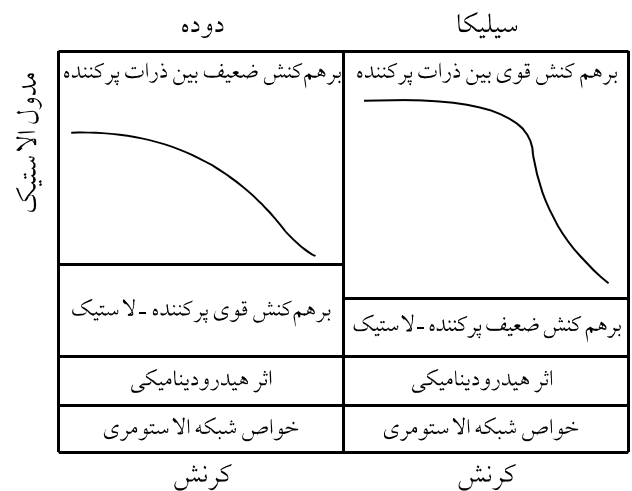 سیلیکا
دوده
برهم کنش قوی بین ذرات پرکننده
برهم‌کنش ضعیف بین ذرات پرکننده
مدول الاستیک
برهم‌کنش ضعیف پرکننده -لاستیک
برهم‌کنش قوی پرکننده -لاستیک
اثر هیدرودینامیکی
اثر هیدرودینامیکی
خواص شبکه الاستومری
خواص شبکه الاستومری
کرنش
کرنش